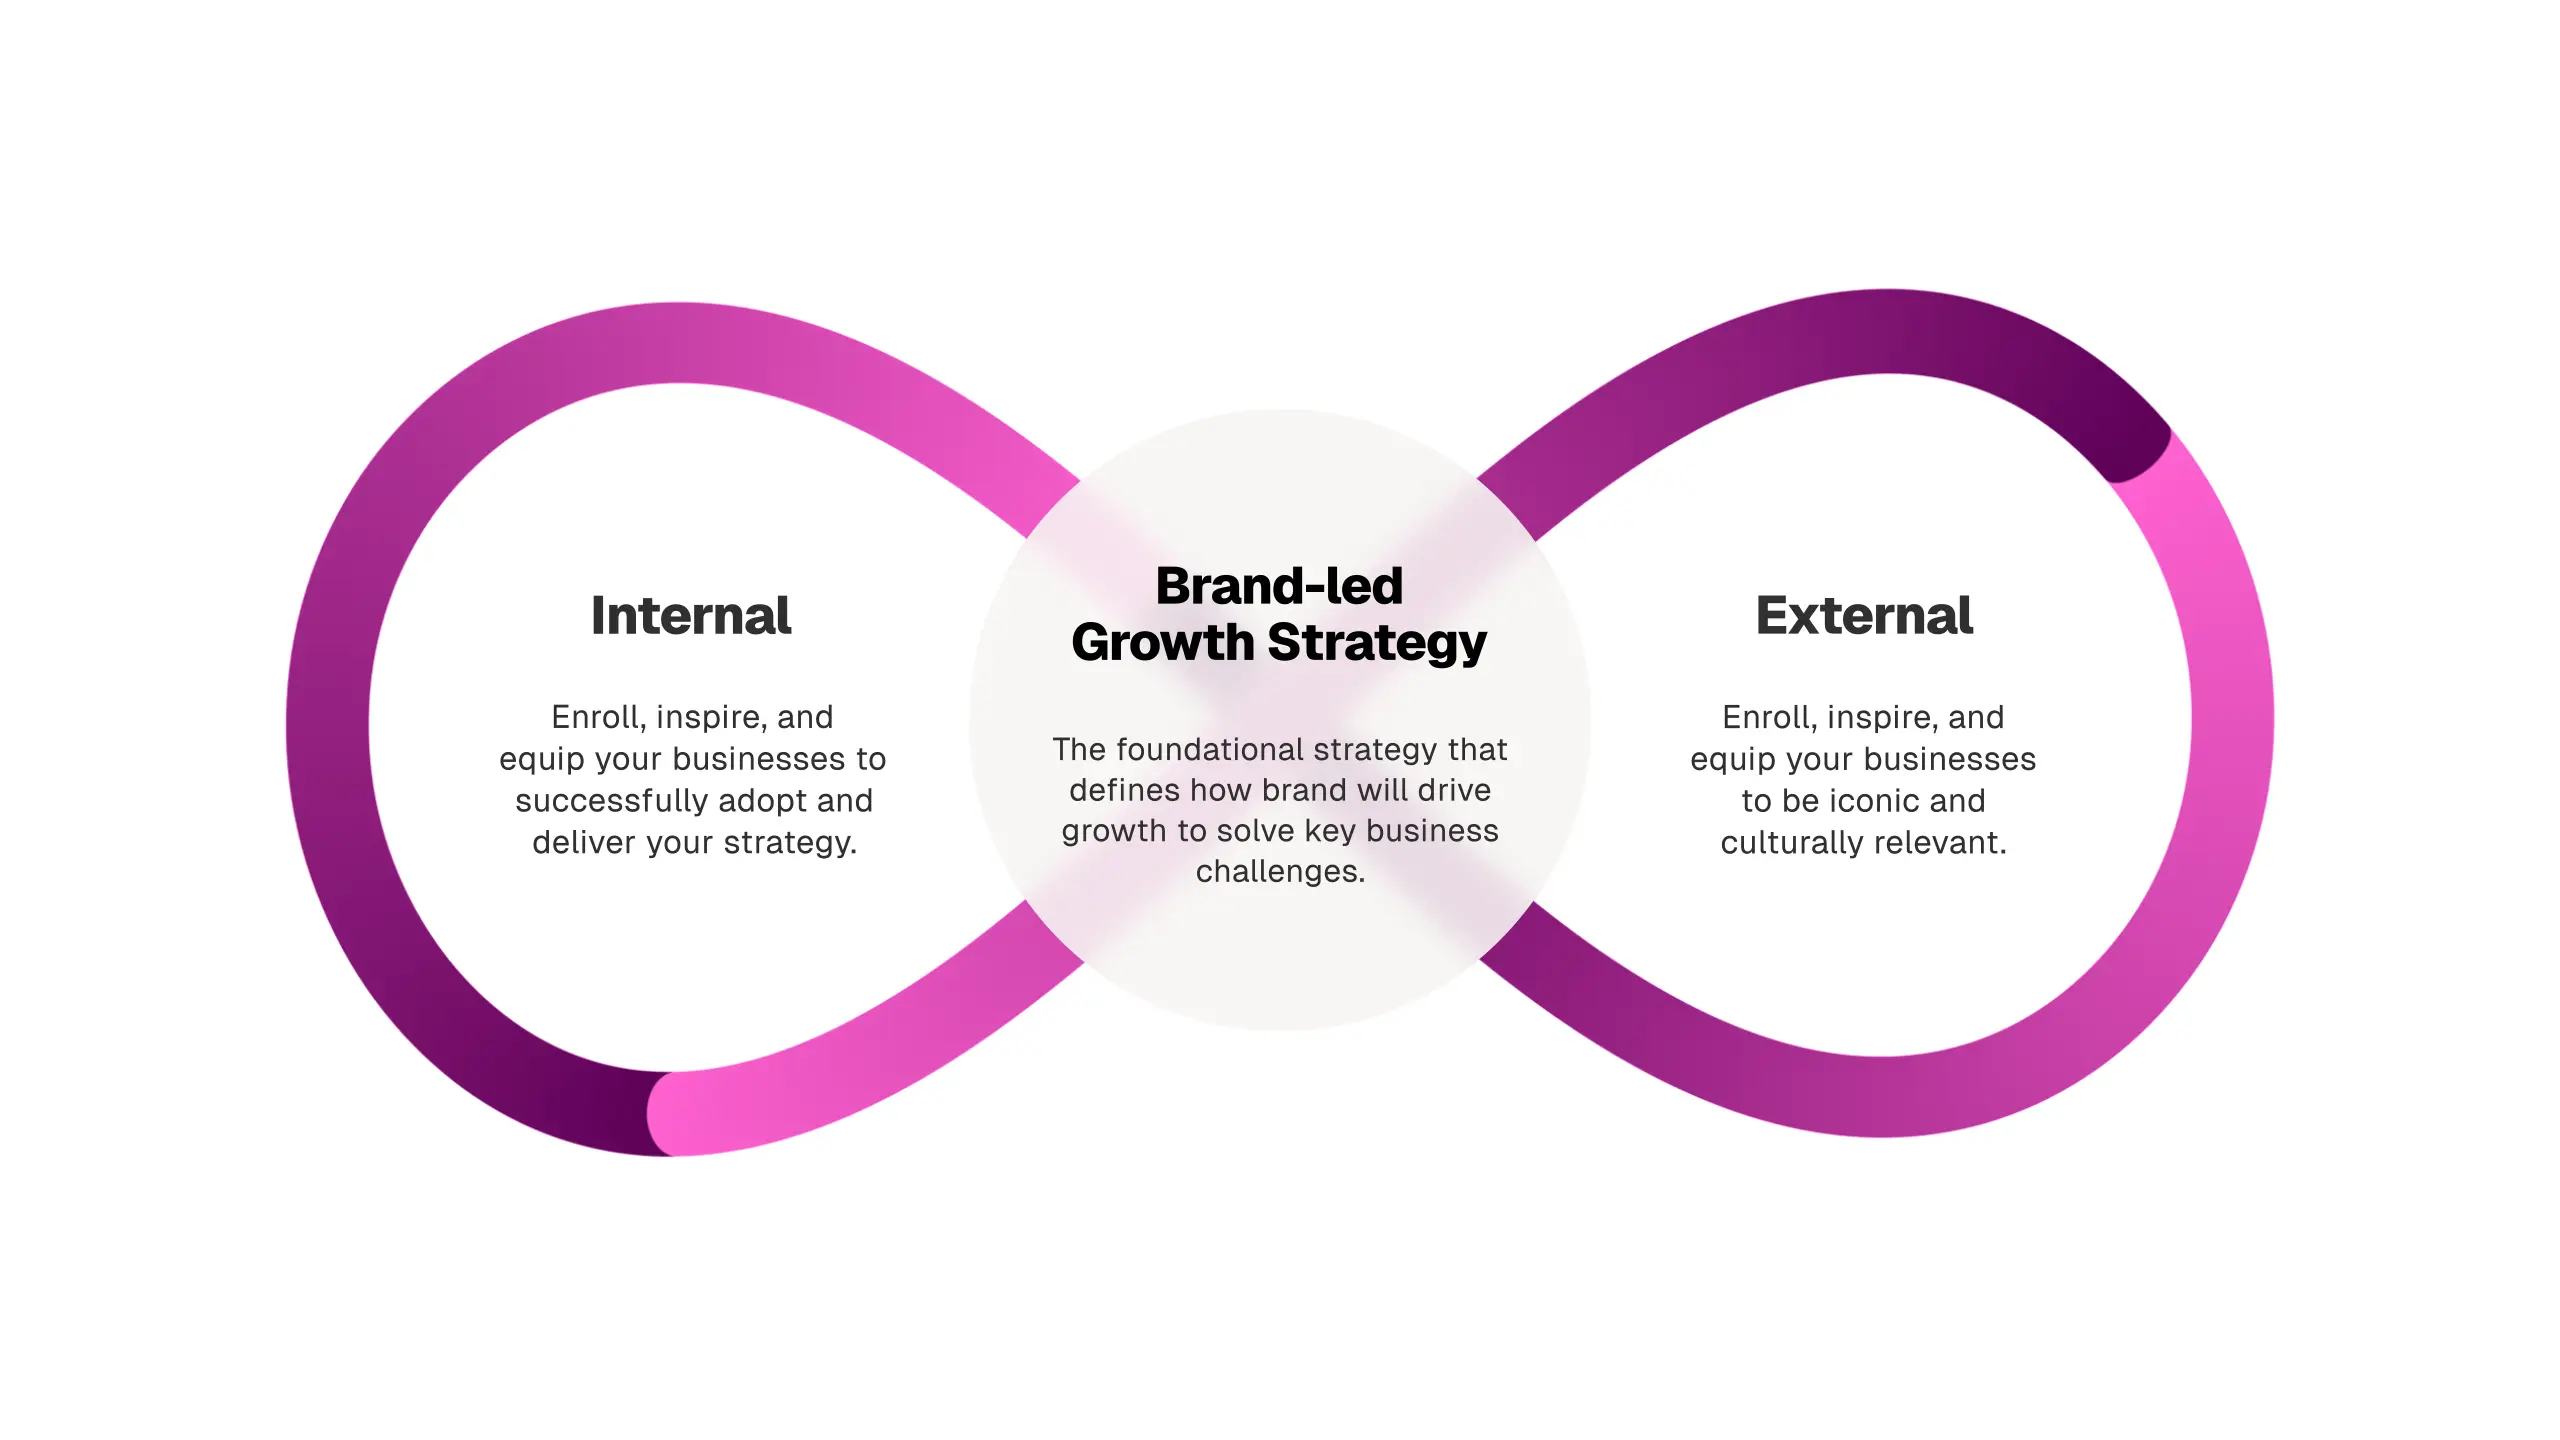 Internal
Enroll, inspire, and
equip your businesses to
successfully adopt and
deliver your strategy.
Brand-led
Growth Strategy
The foundational strategy that
defines how brand will drive
growth to solve key business
challenges.
External
Enroll, inspire, and
equip your businesses
to be iconic and
culturally relevant.